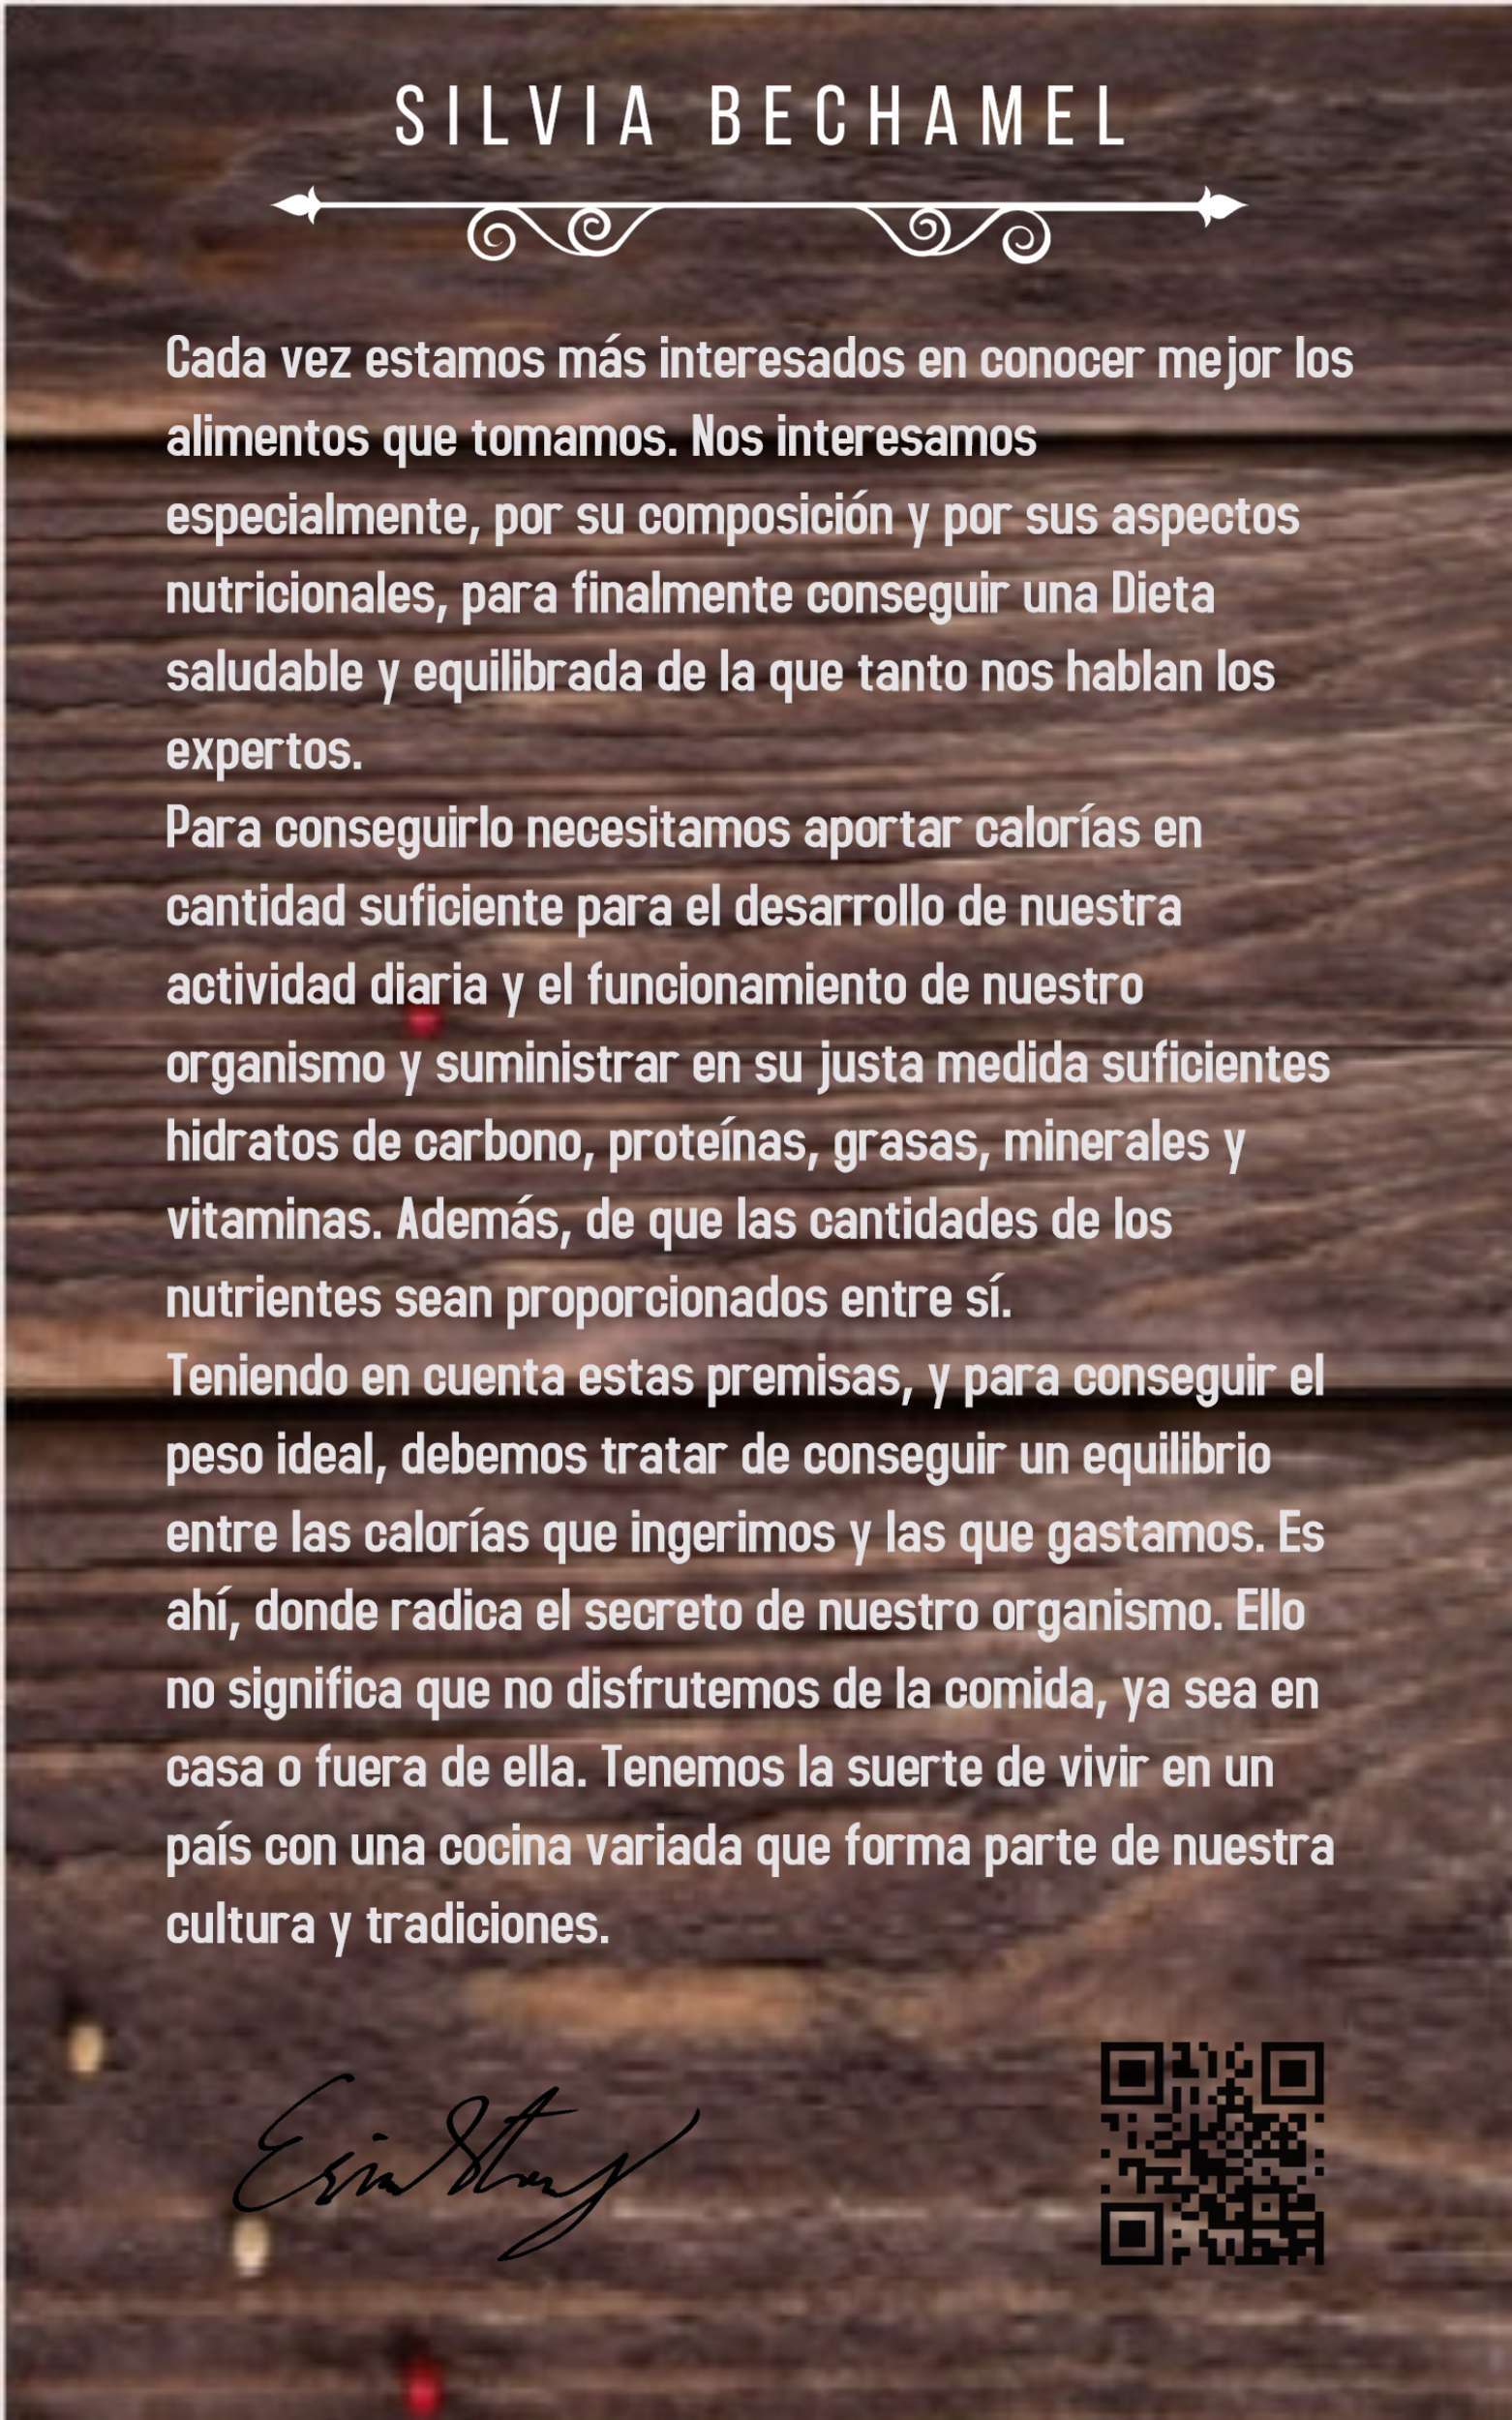 SILVIA BECHAMEL
Cada vez estamos más interesados en conocer mejor los
alimentos que tomamos. Nos interesamos
especialmente, por su composición y por sus aspectos
nutricionales, para finalmente conseguir una Dieta
saludable y equilibrada de la que tanto nos hablan los
expertos.
Para conseguirlo necesitamos aportar calorías en
cantidad suficiente para el desarrollo de nuestra
actividad diaria y el funcionamiento de nuestro
organismo y suministrar en su justa medida suficientes
hidratos de carbono, proteínas, grasas, minerales y
vitaminas. Además, de que las cantidades de los
nutrientes sean proporcionados entre sí.
Teniendo en cuenta estas premisas, y para conseguir el
peso ideal, debemos tratar de conseguir un equilibrio
entre las calorías que ingerimos y las que gastamos. Es
ahí, donde radica el secreto de nuestro organismo. Ello
no significa que no disfrutemos de la comida, ya sea en
casa o fuera de ella. Tenemos la suerte de vivir en un
país con una cocina variada que forma parte de nuestra
cultura y tradiciones.